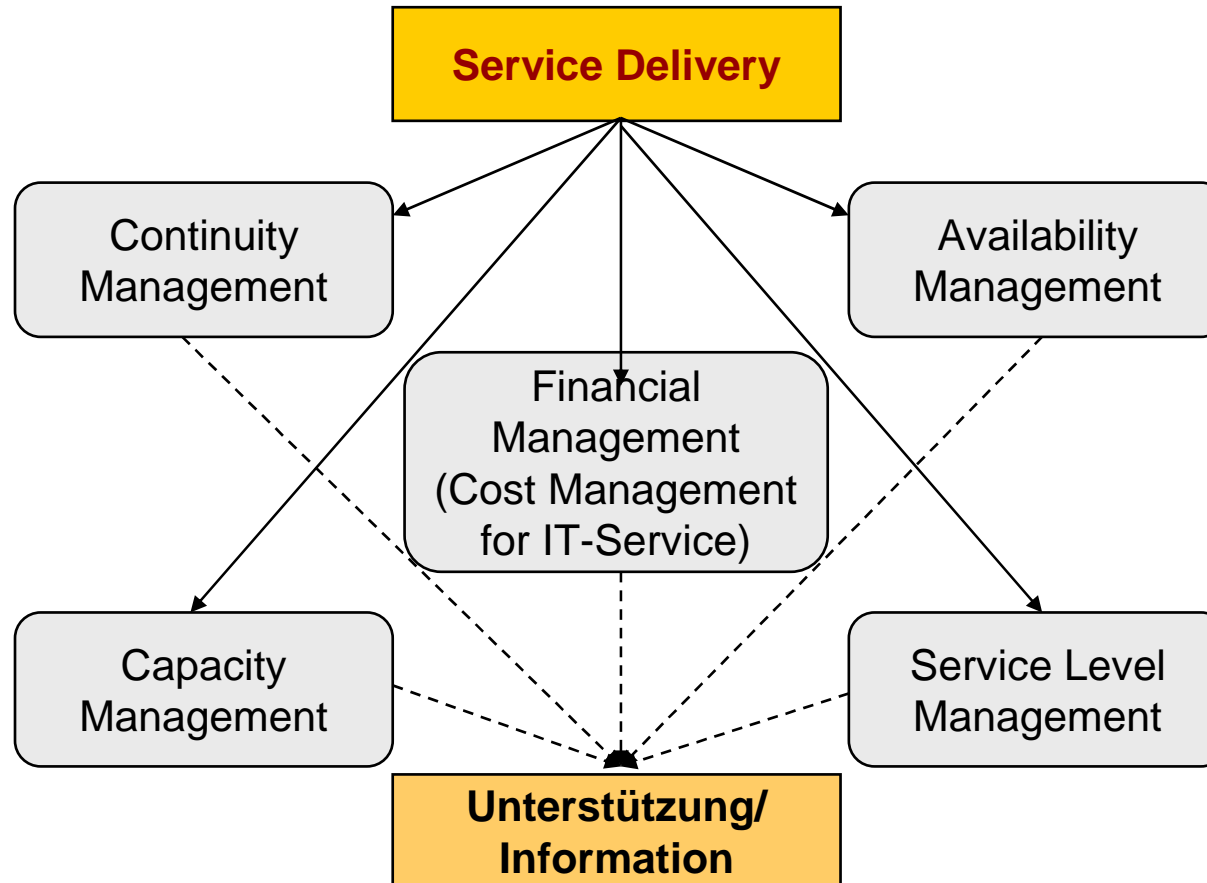 Service Delivery
Continuity
Management
Availability
Management
Financial
Management
(Cost Management
for IT-Service)
Capacity
Management
Service Level
Management
Unterstützung/
Information